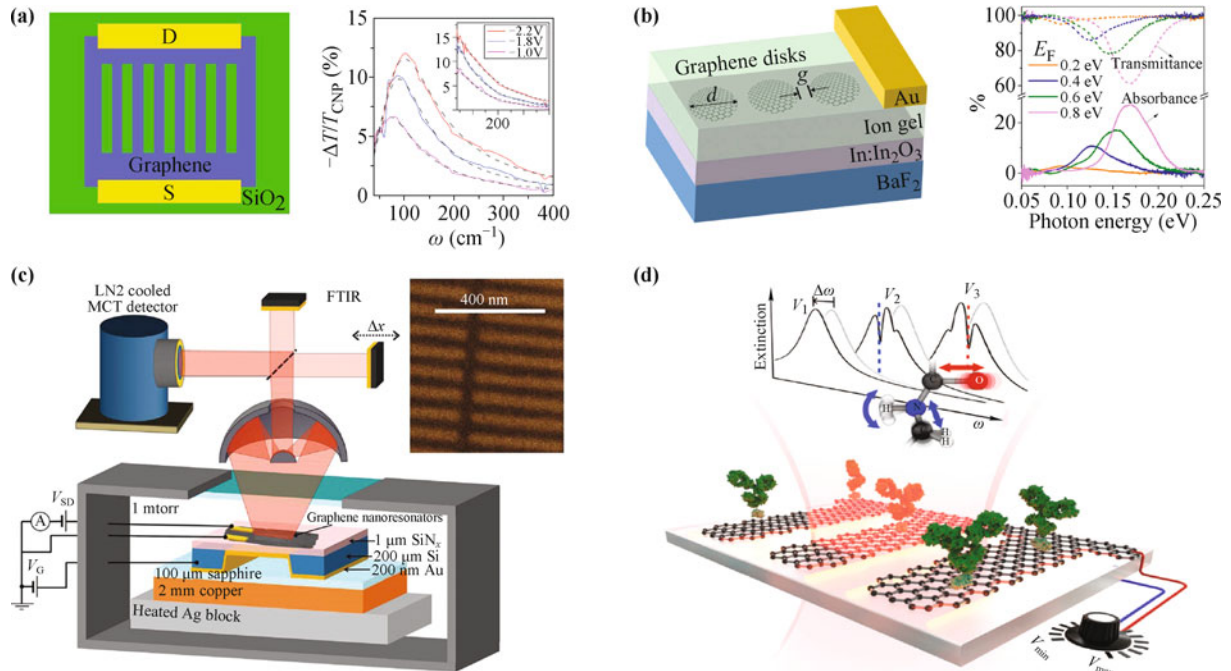 (a)
D
Graphene
S
SiO2
−ΔT/TCNP (%)
15
10
5
0
100
200
300
400
ω (cm−1)
−2.2V
−1.8V
−1.0V
15
10
5
0
200
(b)
Graphene disks
d
g
Au
Ion gel
In:In2O3
BaF2
%
100
80
60
20
0
EF
0.2 eV
0.4 eV
0.6 eV
0.8 eV
Transmittance
Absorbance
0.05
0.10
0.15
0.20
0.25
Photon energy (eV)
(c)
LN2 cooled
MCT detector
FTIR
Δx
400 nm
VSD
A
1 mtorr
VG
Graphene nanoresonators
1 μm SiNx
200 μm Si
200 nm Au
100 μm sapphire
2 mm copper
Heated Ag block
(d)
Extinction
V1
Δω
V2
V3
ω
C
O
H
N
H
H
Vmin